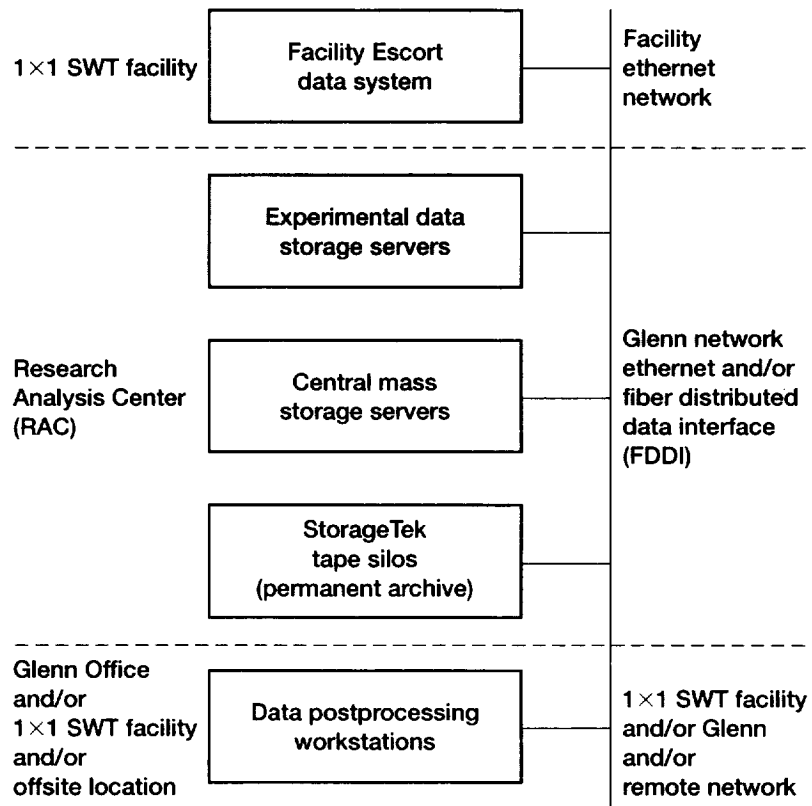 1×1 SWT facility
Facility Escort
data system
Facility
ethernet
network
Experimental data
storage servers
Research
Analysis Center
(RAC)
Central mass
storage servers
Glenn network
ethernet and/or
fiber distributed
data interface
(FDDI)
StorageTek
tape silos
(permanent archive)
Glenn Office
and/or
1×1 SWT facility
and/or
offsite location
Data postprocessing
workstations
1×1 SWT facility
and/or Glenn
and/or
remote network